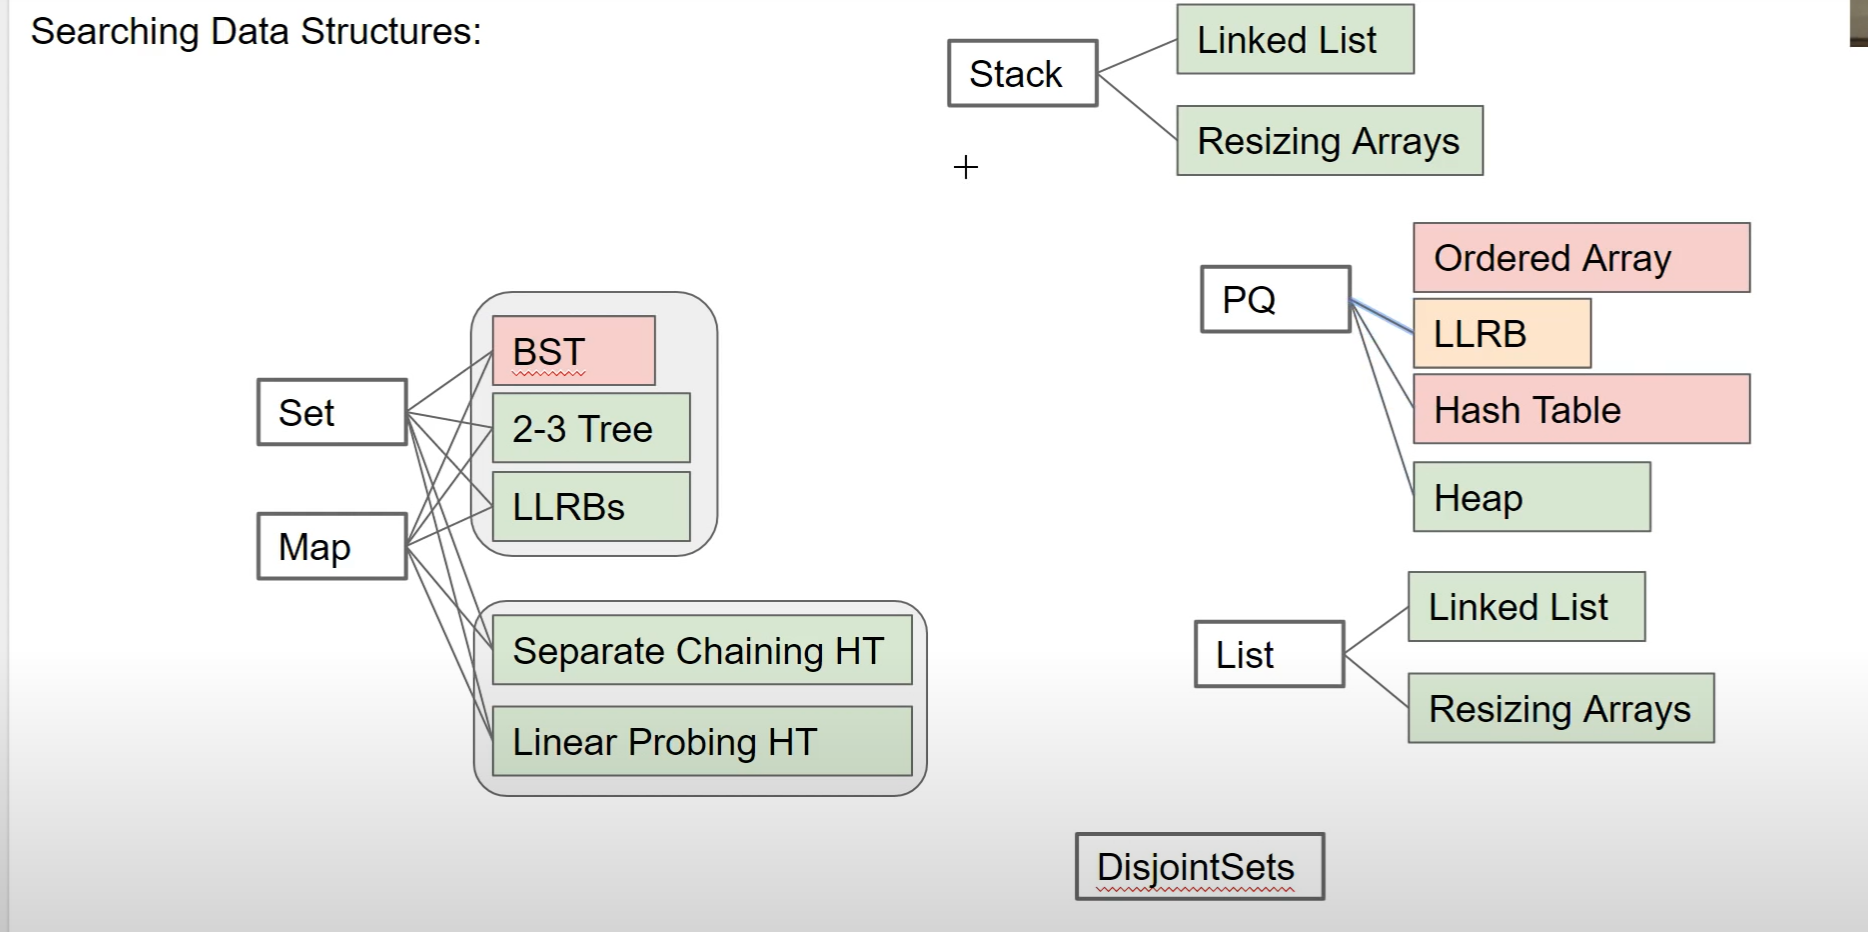 Searching Data Structures:
Stack
Linked List
Resizing Arrays
PQ
Ordered Array
LLRB
Hash Table
Heap
Set
Map
BST
2-3 Tree
LLRBs
Separate Chaining HT
Linear Probing HT
List
Linked List
Resizing Arrays
DisjointSets